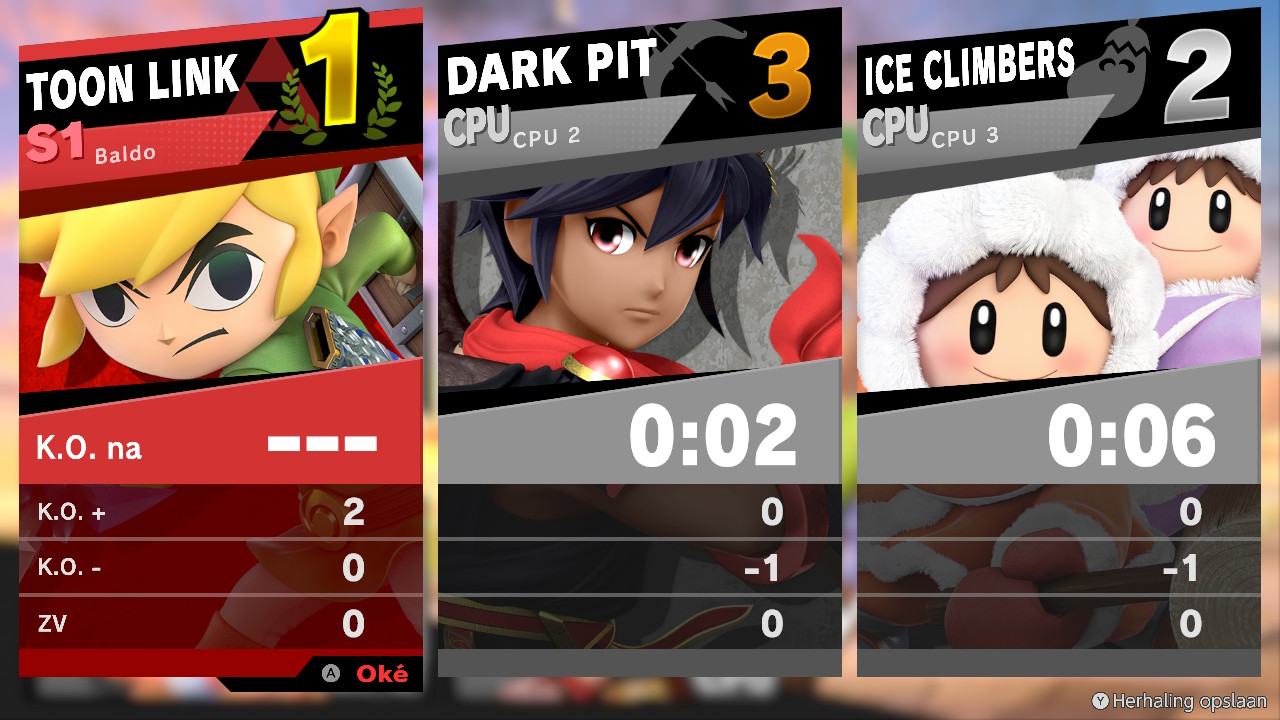 TOON LINK
1
S1 Baldo
K.O. na ---
K.O. + 2
K.O. - 0
ZV 0
A Oké
DARK PIT
3
CPU CPU 2
0:02
0
-1
0
ICE CLIMBERS
2
CPU CPU 3
0:06
0
-1
0
Y Herhaling opslaan